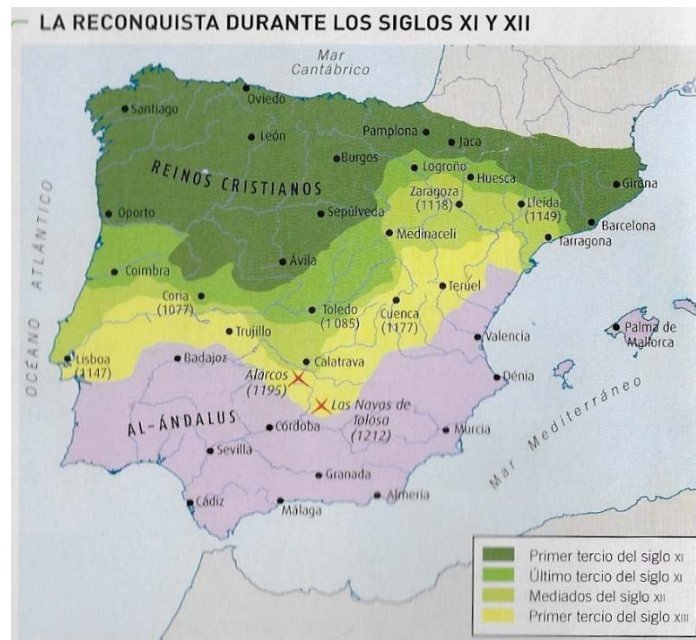 LA RECONQUISTA DURANTE LOS SIGLOS XI Y XII
Mar
Cantábrico
Oviedo
Santiago
León
Pamplona
Jaca
Burgos
Logroño
Huesca
REINOS CRISTIANOS
Girona
Zaragoza
(1118)
Lleida
(1149)
Oporto
Sepúlveda
Barcelona
Medinaceli
Tarragona
OCÉANO ATLÁNTICO
Ávila
Coimbra
Coria
(1077)
Toledo
(1085)
Cuenca
(1177)
Teruel
Trujillo
Valencia
Palma de
Mallorca
Lisboa
(1147)
Badajoz
Calatrava
Alarcos
(1195)
Dénia
Mar Mediterráneo
Las Navas de
Tolosa
(1212)
AL-ÁNDALUS
Córdoba
Murcia
Sevilla
Granada
Almería
Cádiz
Málaga
Primer tercio del siglo XI
Último tercio del siglo XI
Mediados del siglo XII
Primer tercio del siglo XIII